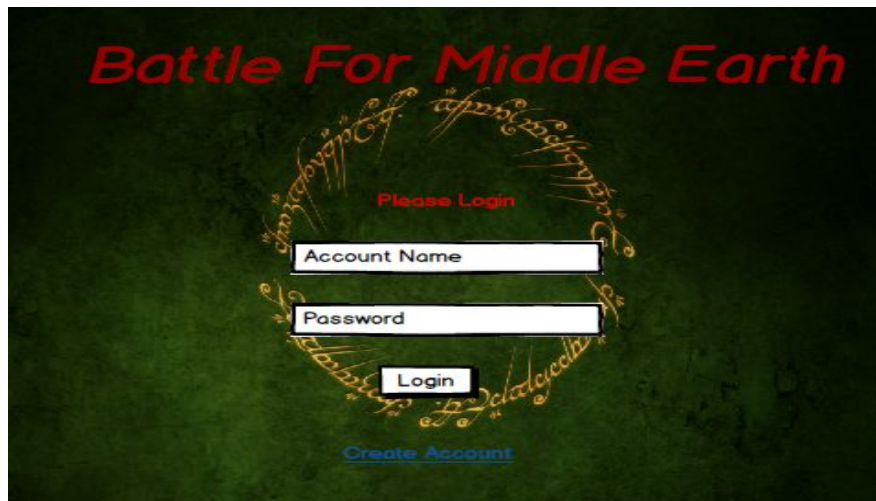 Battle For Middle Earth
Please Login
Account Name
Password
Login
Create Account